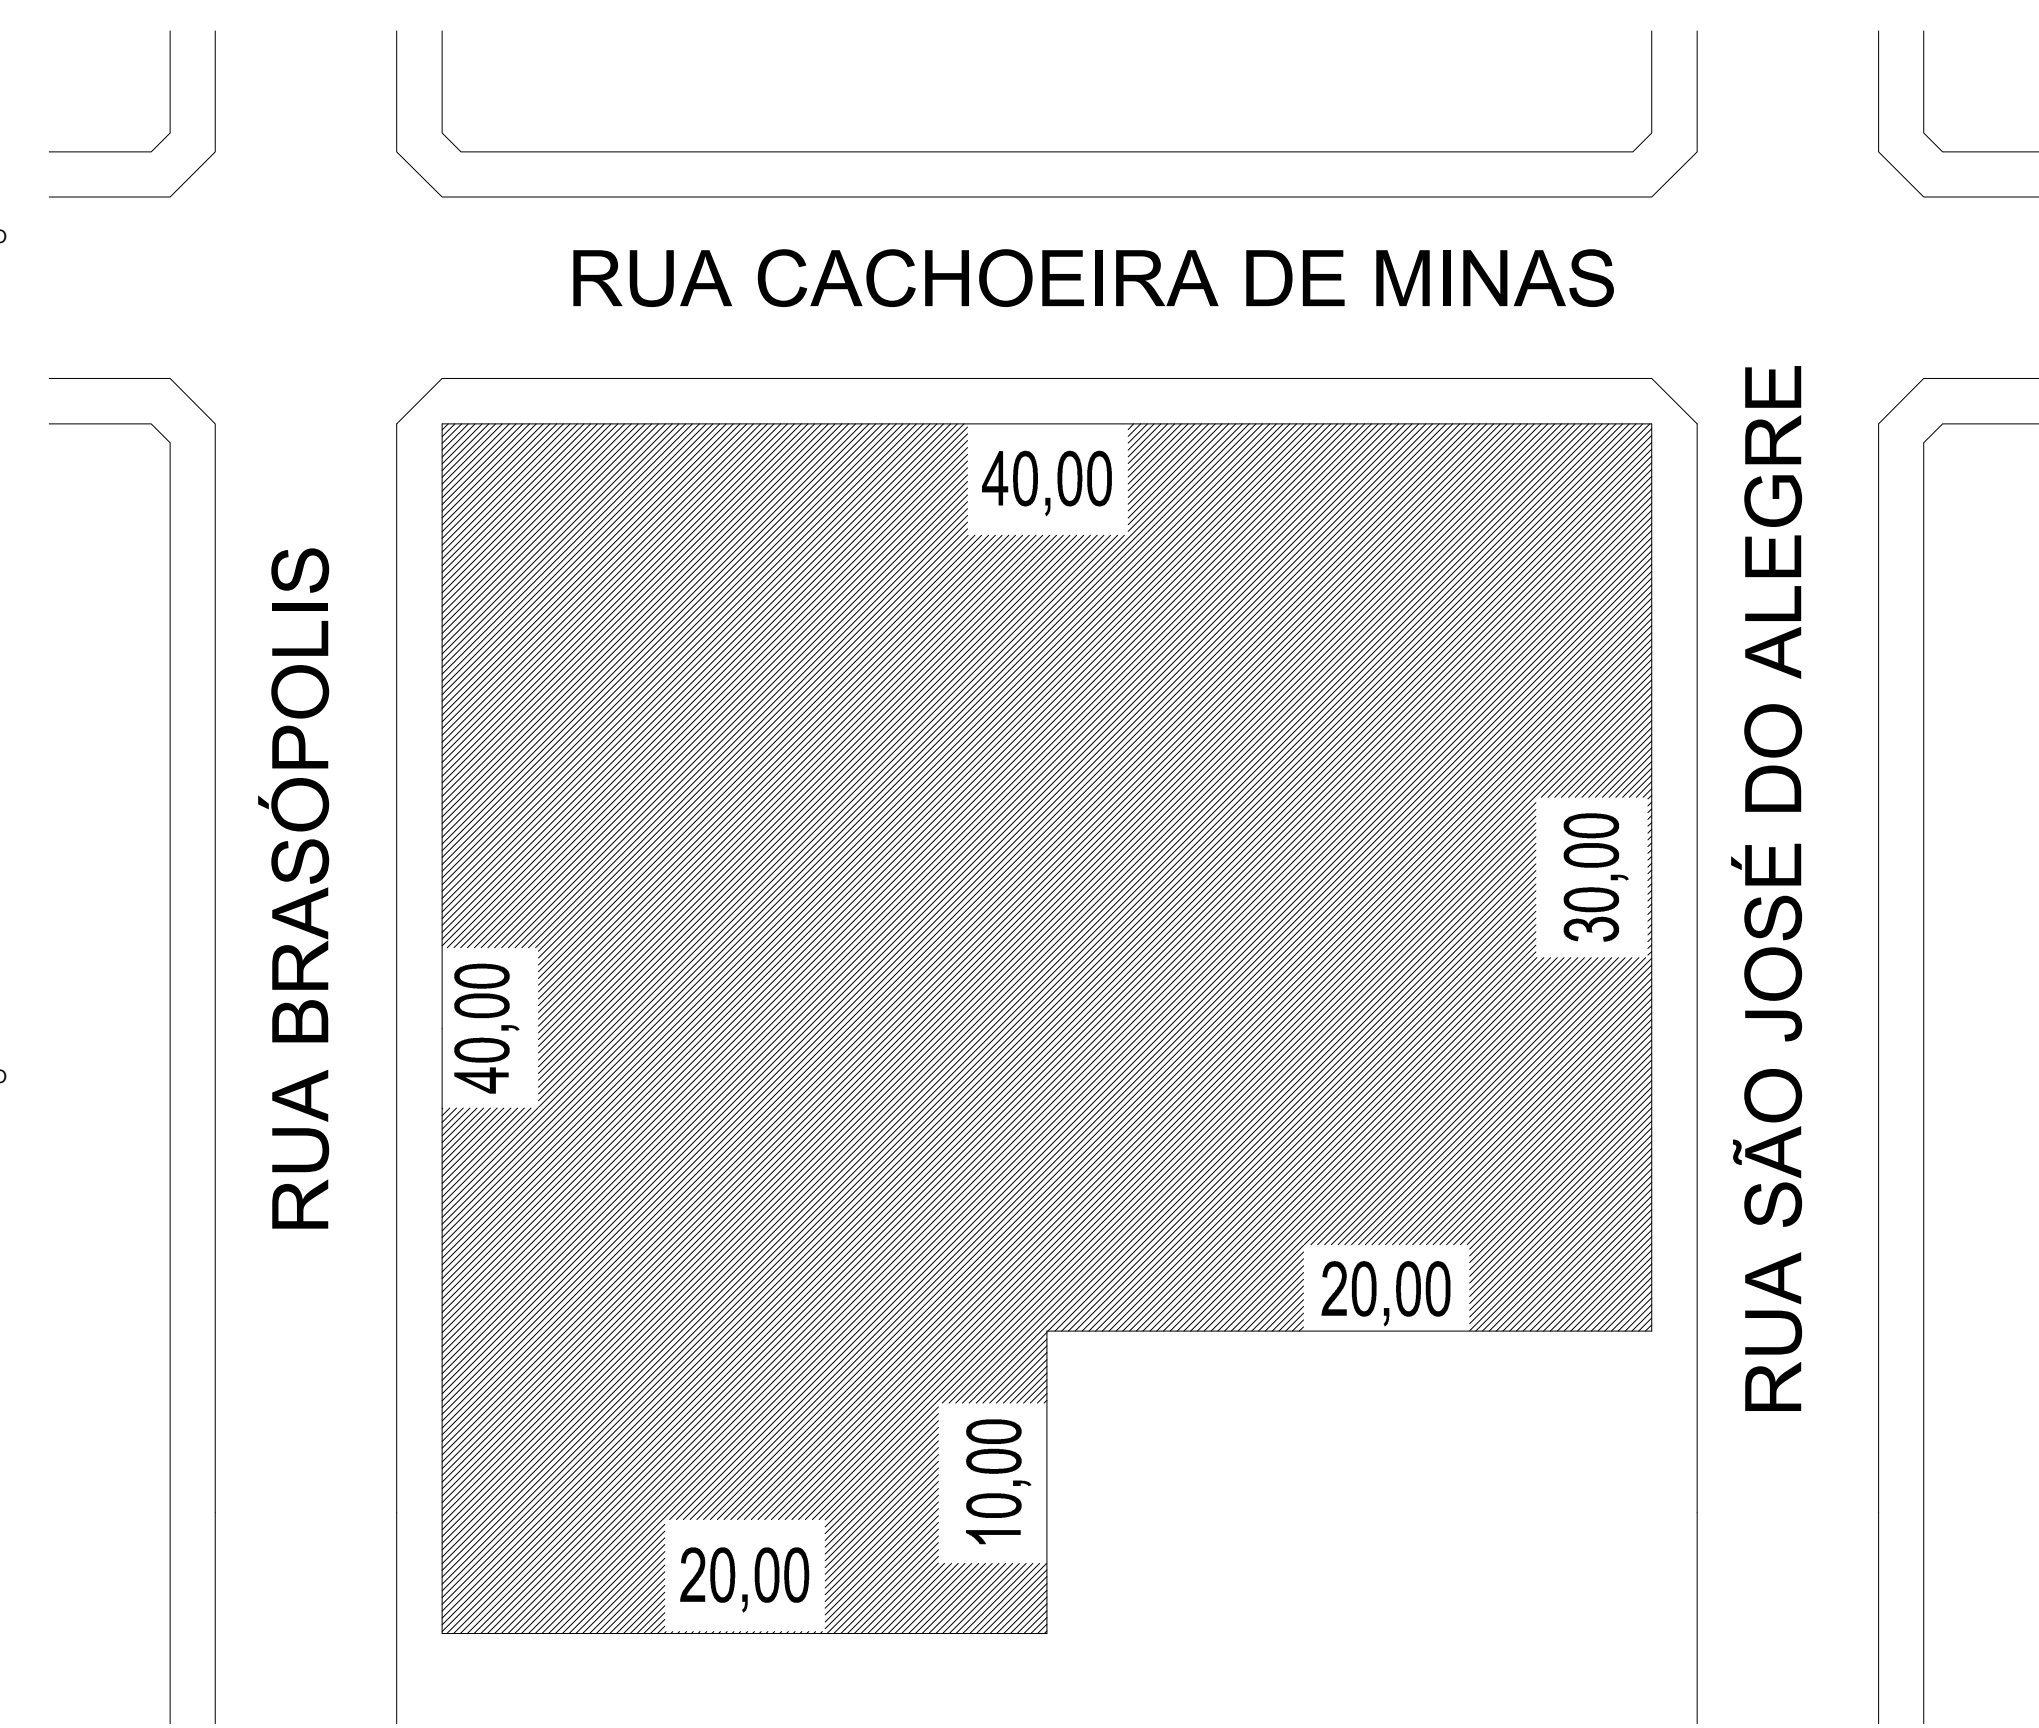 RUA CACHOEIRA DE MINAS
RUA BRASÓPOLIS
RUA SÃO JOSÉ DO ALEGRE
40,00
40,00
30,00
20,00
10,00
20,00